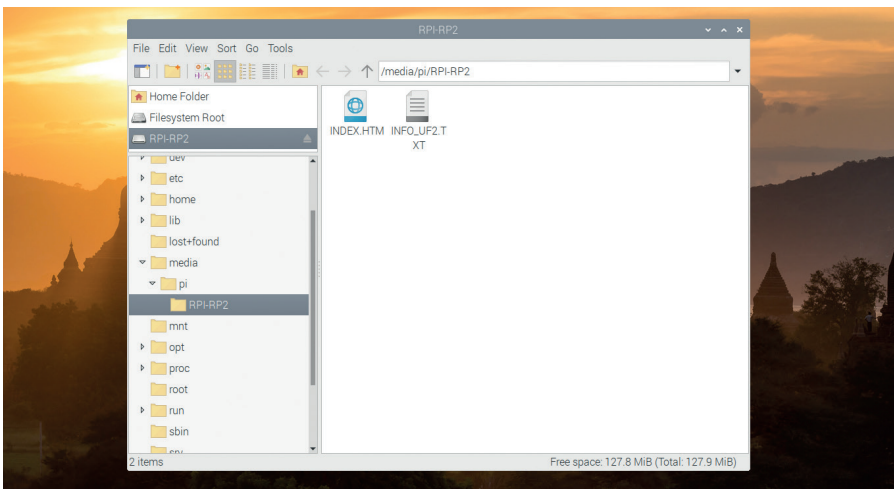 RPI-RP2
File Edit View Sort Go Tools
/media/pi/RPI-RP2
Home Folder
Filesystem Root
RPI-RP2
dev
etc
home
lib
lost+found
media
pi
RPI-RP2
mnt
opt
proc
root
run
sbin
srv
INDEX.HTM
INFO_UF2.T
XT
2 items
Free space: 127.8 MiB (Total: 127.9 MiB)